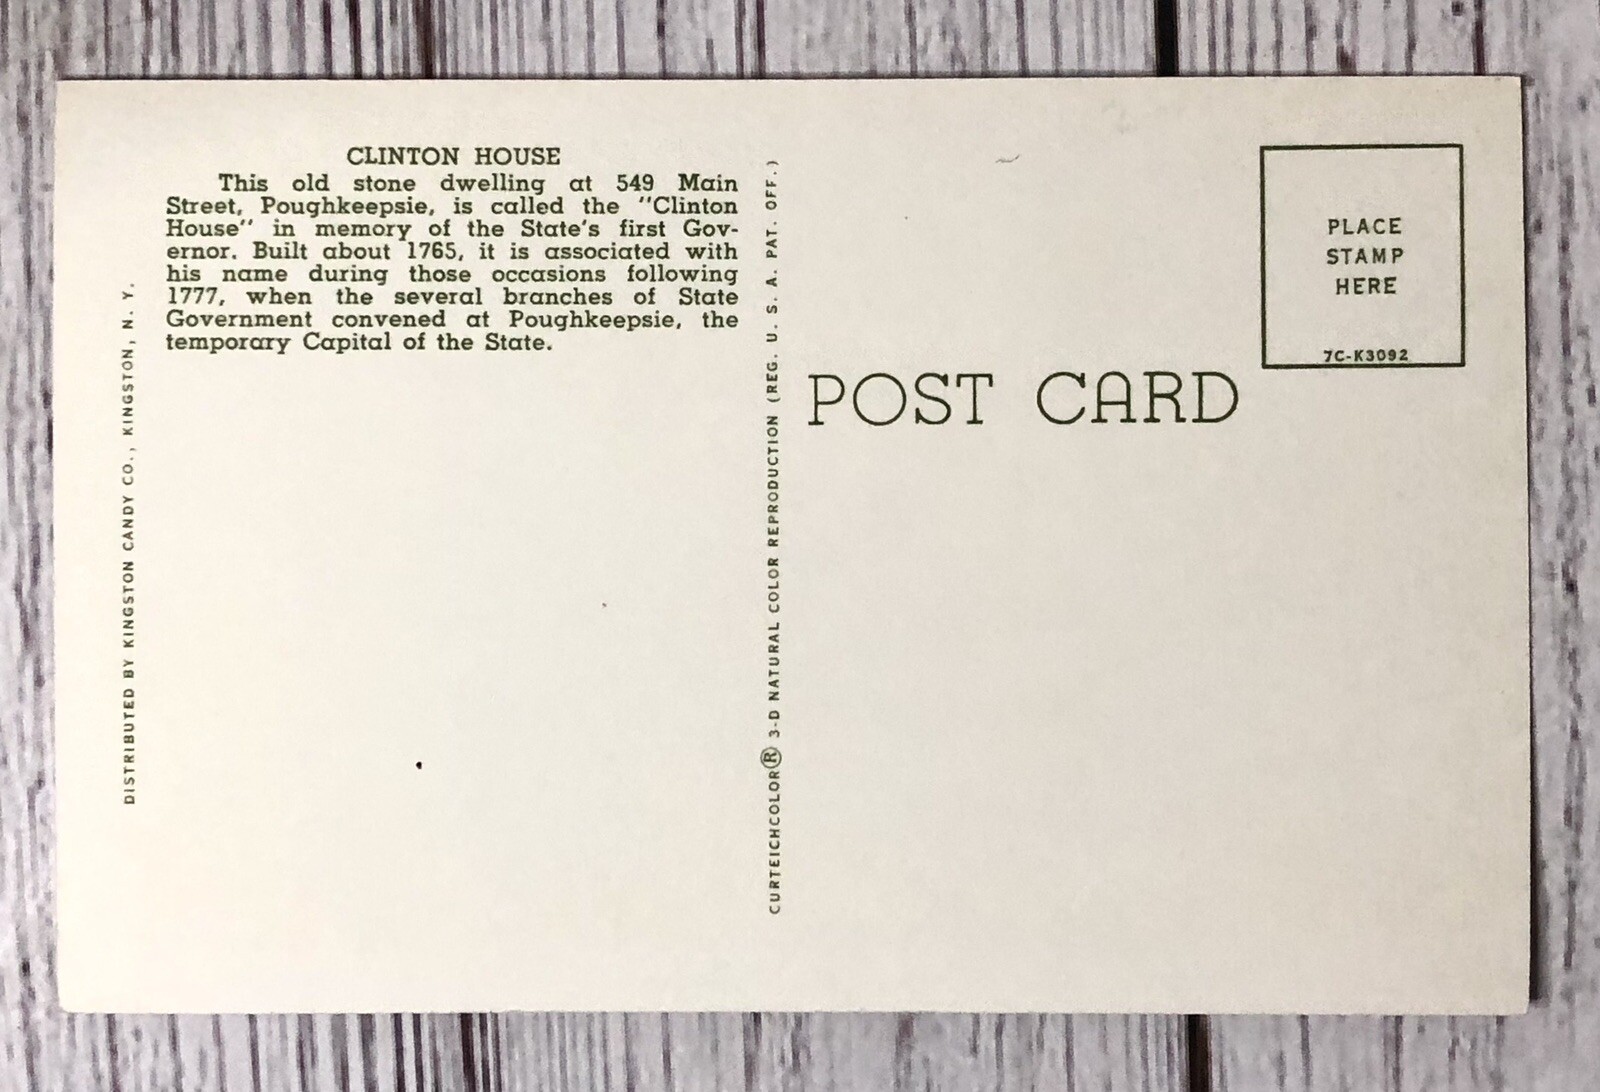 CLINTON HOUSE
This old stone dwelling at 549 Main
Street, Poughkeepsie, is called the "Clinton
House" in memory of the State's first Gov-
ernor. Built about 1765, it is associated with
his name during those occasions following
1777, when the several branches of State
Government convened at Poughkeepsie, the
temporary Capital of the State.
DISTRIBUTED BY KINGSTON CANDY CO., KINGSTON, N. Y.
CURTEICHCOLOR® 3-D NATURAL COLOR REPRODUCTION (REG. U. S. A. PAT. OFF.)
POST CARD
PLACE
STAMP
HERE
7C-K3092